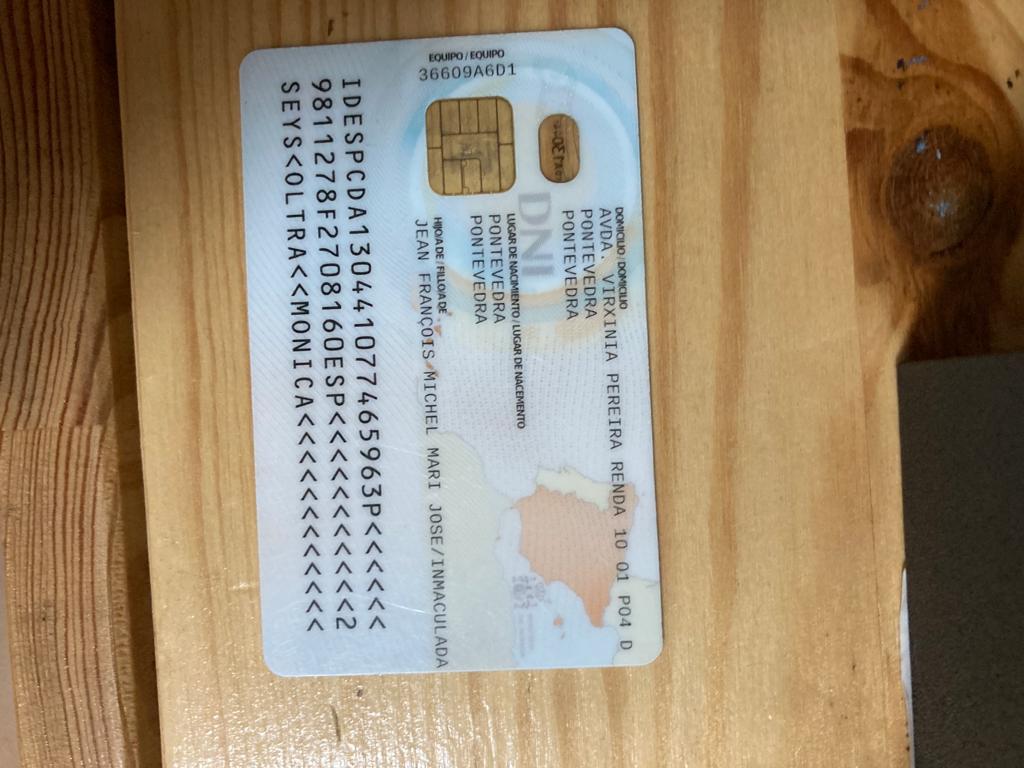 DOMICILIO / DOMICILIO
AVDA. VIRXINIA PEREIRA RENDA 10 01 P04 D
PONTEVEDRA
PONTEVEDRA
DNI
LUGAR DE NACIMIENTO / LUGAR DE NACEMENTO
PONTEVEDRA
PONTEVEDRA
HIJO/A DE / FILLO/A DE
JEAN FRANÇOIS MICHEL MARI JOSE/INMACULADA
EQUIPO / EQUIPO
36609A6D1
IDESPCDA130441077465963P<<<<<<
9811278F2708160ESP<<<<<<<<<<<2
SEYS<OLTRA<<MONICA<<<<<<<<<<<<